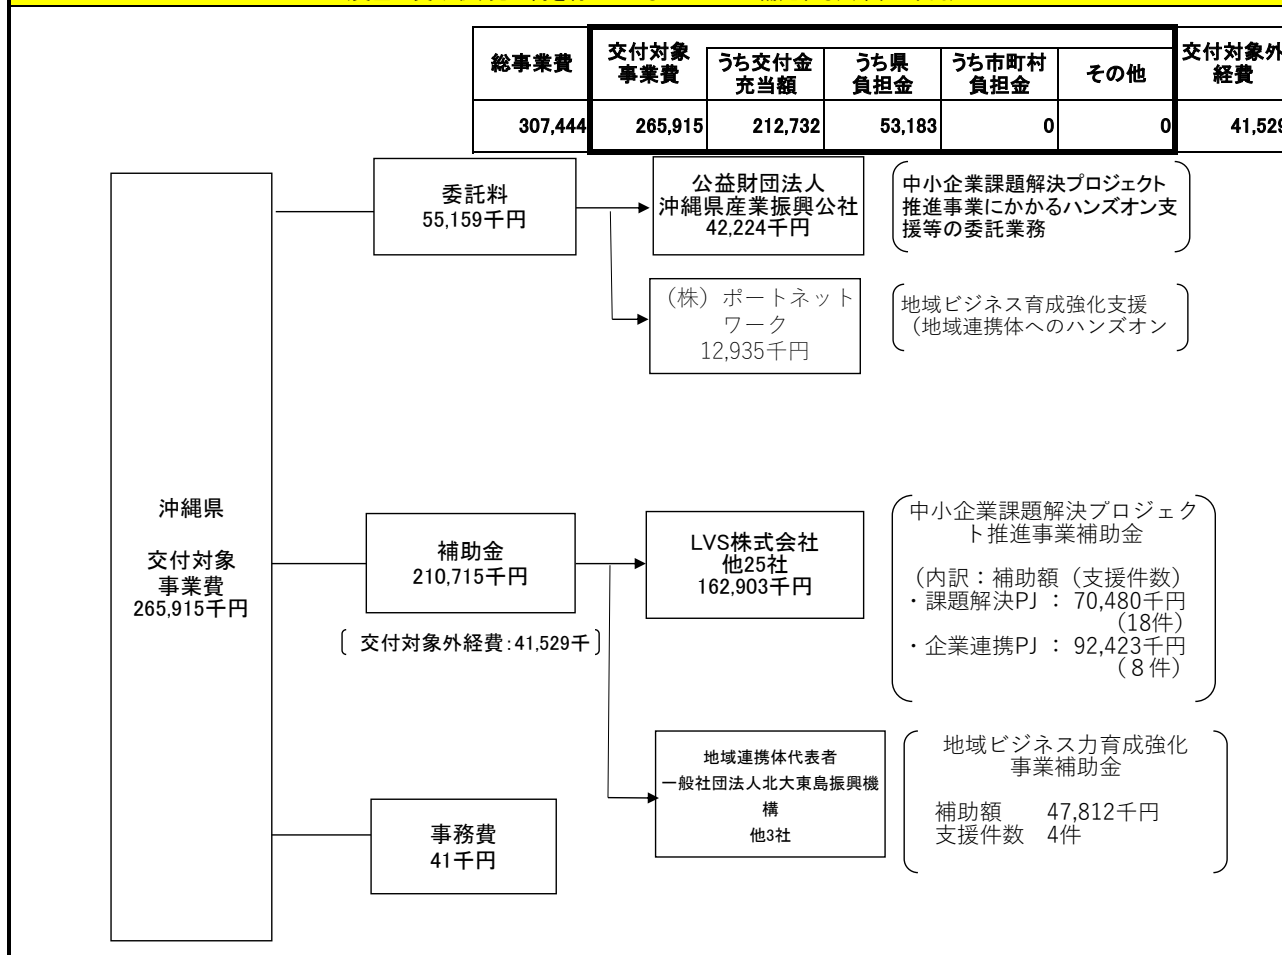 総事業費
交付対象
事業費
うち交付金
充当額
うち県
負担金
うち市町村
負担金
その他
交付対象外
経費
307,444
265,915
212,732
53,183
0
0
41,529
沖縄県
交付対象
事業費
265,915千円
委託料
55,159千円
公益財団法人
沖縄県産業振興公社
42,224千円
中小企業課題解決プロジェクト
推進事業にかかるハンズオン支
援等の委託業務
（株）ポートネット
ワーク
12,935千円
地域ビジネス育成強化支援
（地域連携体へのハンズオン
補助金
210,715千円
交付対象外経費：41,529千
LVS株式会社
他25社
162,903千円
中小企業課題解決プロジェク
ト推進事業補助金
（内訳：補助額（支援件数）
・課題解決PJ ： 70,480千円
（18件）
・企業連携PJ ： 92,423千円
（８件）
地域連携体代表者
一般社団法人北大東島振興機
構
他3社
地域ビジネス力育成強化
事業補助金
補助額　47,812千円
支援件数　4件
事務費
41千円